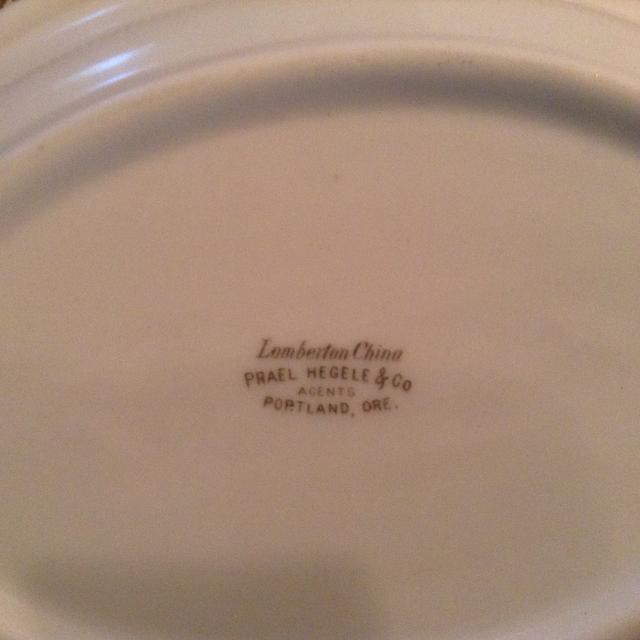 Lamberton China
PRAEL HEGELE & CO
AGENTS
PORTLAND, ORE.